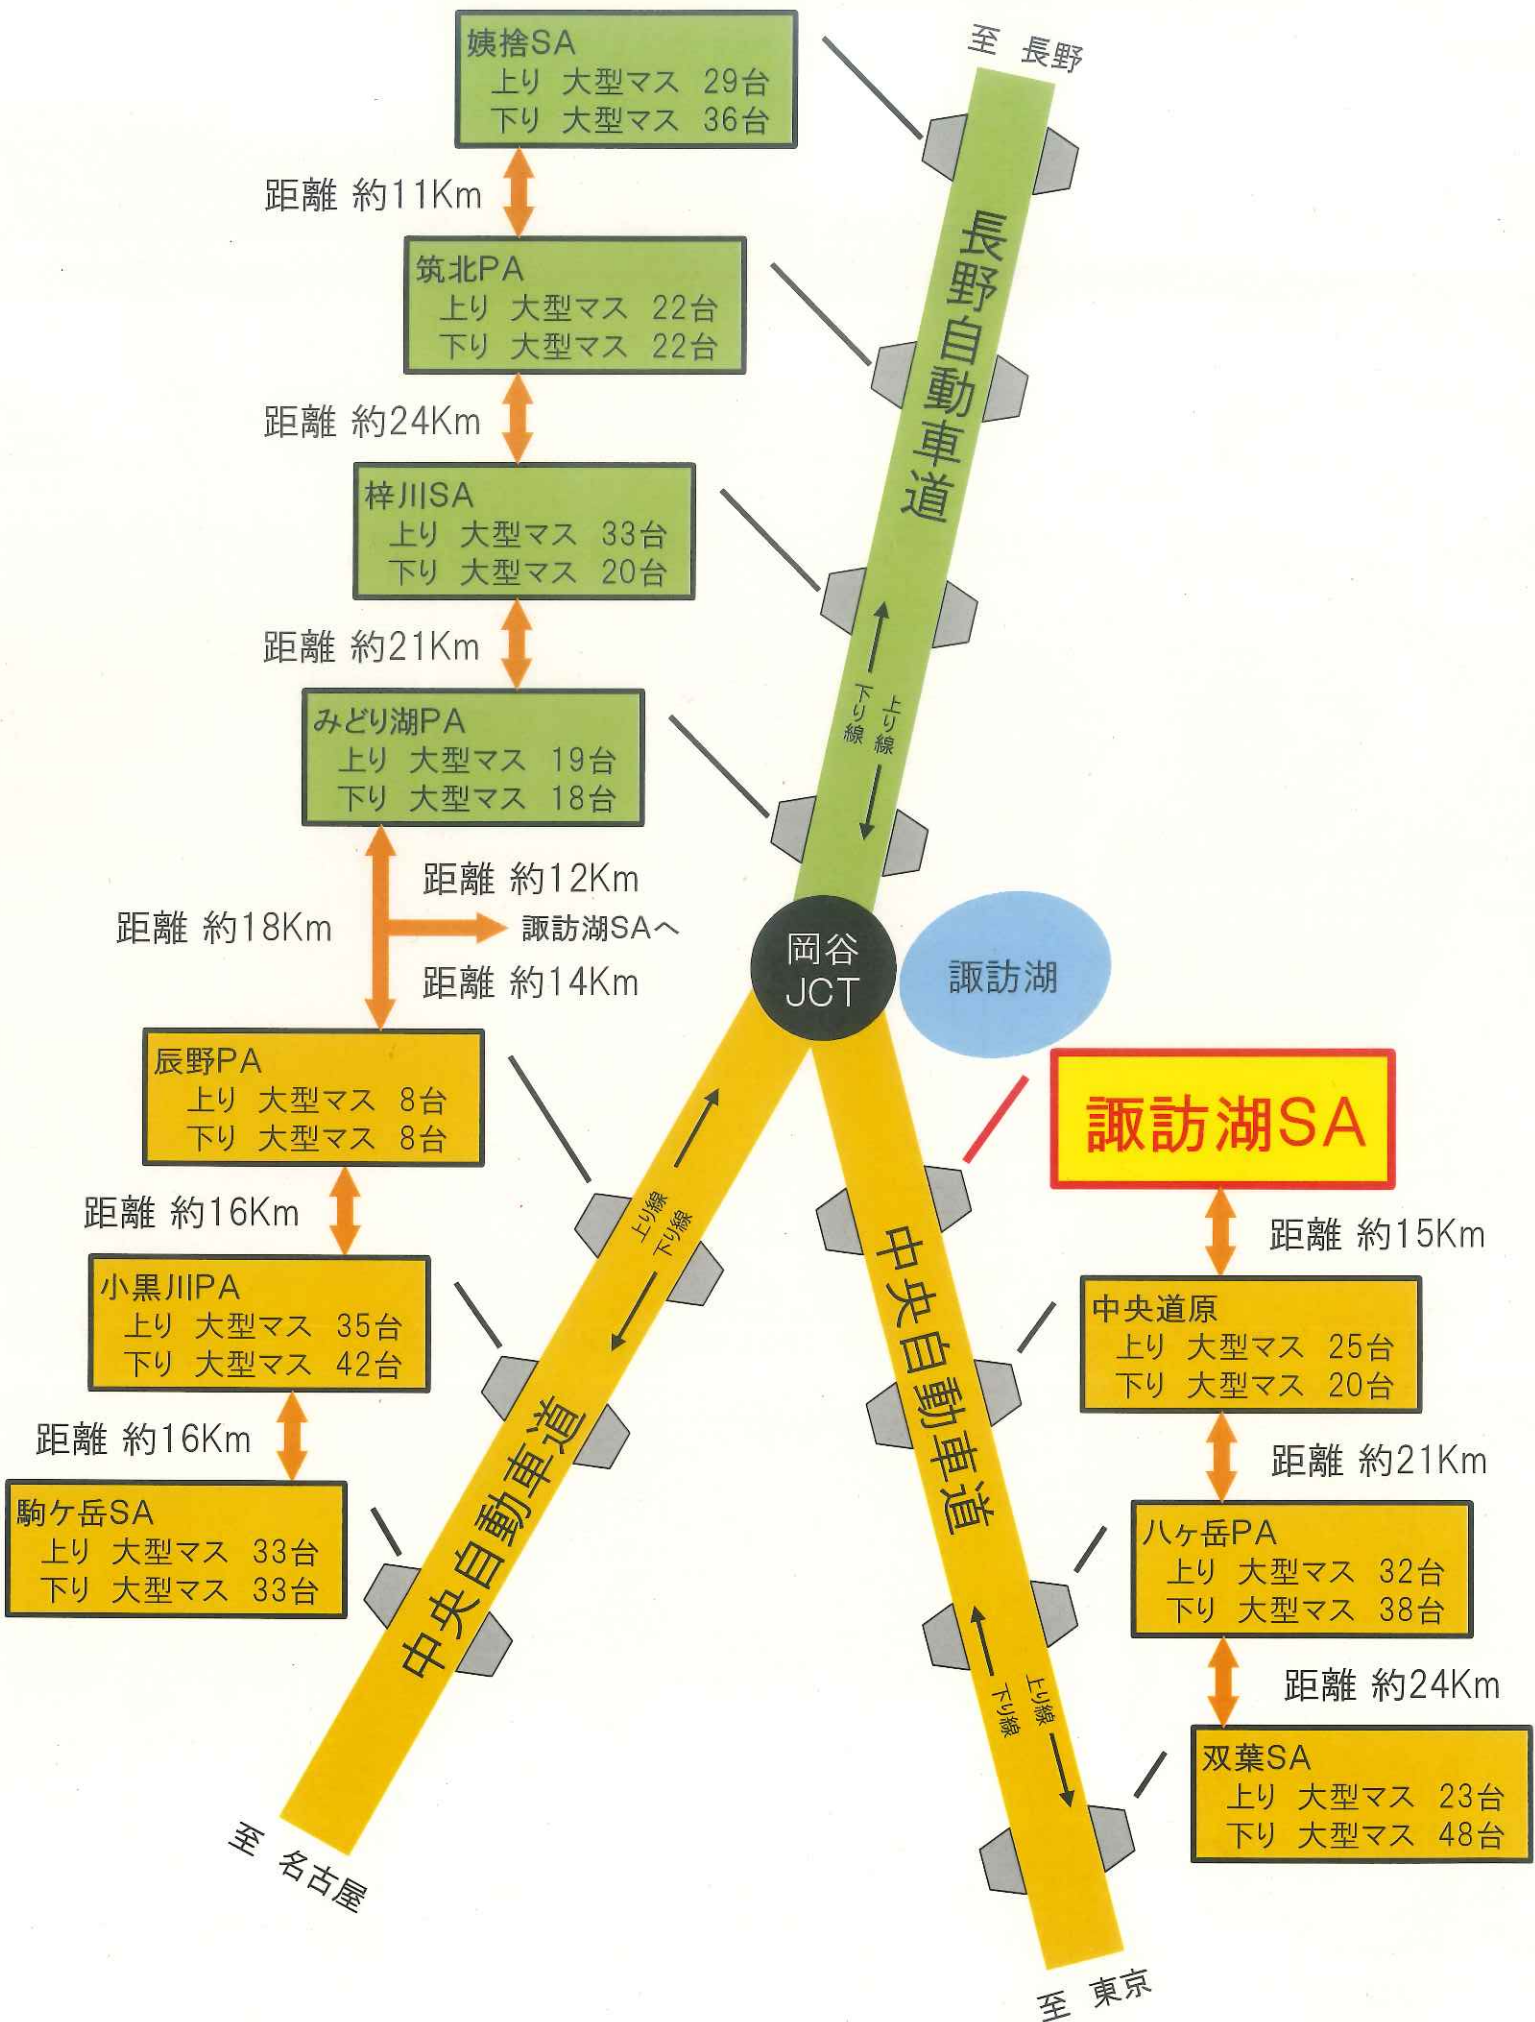 姨捨SA
上り 大型マス 29台
下り 大型マス 36台
距離 約11Km
筑北PA
上り 大型マス 22台
下り 大型マス 22台
距離 約24Km
梓川SA
上り 大型マス 33台
下り 大型マス 20台
距離 約21Km
みどり湖PA
上り 大型マス 19台
下り 大型マス 18台
距離 約12Km
距離 約18Km
諏訪湖SAへ
距離 約14Km
辰野PA
上り 大型マス 8台
下り 大型マス 8台
距離 約16Km
小黒川PA
上り 大型マス 35台
下り 大型マス 42台
距離 約16Km
駒ケ岳SA
上り 大型マス 33台
下り 大型マス 33台
至 長野
長野自動車道
下り線
上り線
岡谷
JCT
諏訪湖
上り線
下り線
中央自動車道
至 名古屋
諏訪湖SA
距離 約15Km
中央道原
上り 大型マス 25台
下り 大型マス 20台
距離 約21Km
八ヶ岳PA
上り 大型マス 32台
下り 大型マス 38台
距離 約24Km
双葉SA
上り 大型マス 23台
下り 大型マス 48台
中央自動車道
上り線
下り線
至 東京